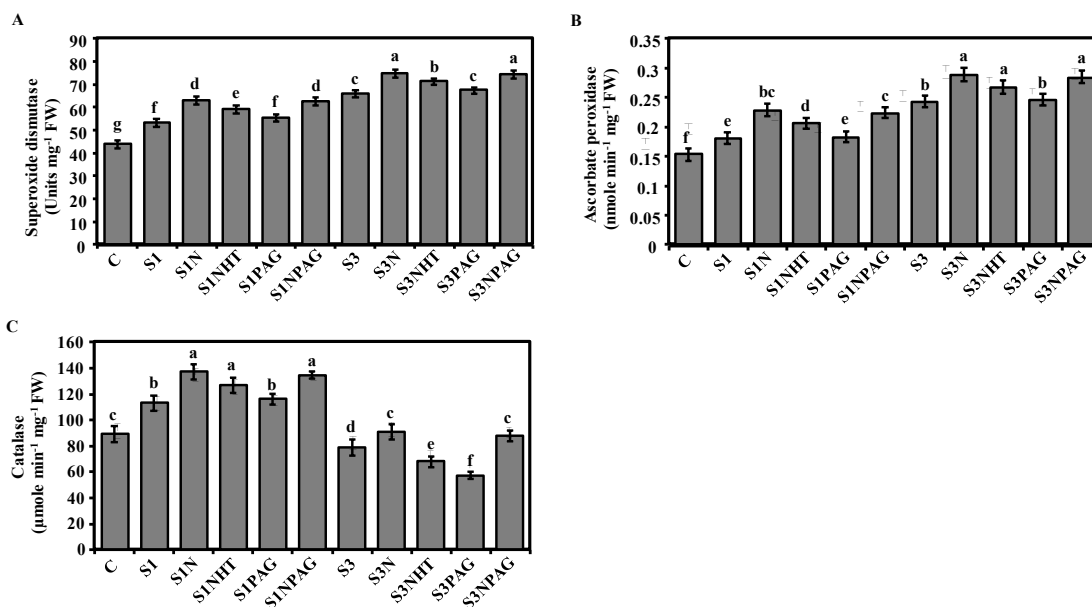 A
Superoxide dismutase
(Units mg⁻¹ FW)
90
80
70
60
50
40
30
20
10
0
g
f
d
e
f
d
c
a
b
c
a
C
S1
S1N
S1NHT
S1PAG
S1NPAG
S3
S3N
S3NHT
S3PAG
S3NPAG
B
Ascorbate peroxidase
(nmole min⁻¹ mg⁻¹ FW)
0.35
0.3
0.25
0.2
0.15
0.1
0.05
0
f
e
bc
d
e
c
b
a
a
b
a
C
S1
S1N
S1NHT
S1PAG
S1NPAG
S3
S3N
S3NHT
S3PAG
S3NPAG
C
Catalase
(µmole min⁻¹ mg⁻¹ FW)
160
140
120
100
80
60
40
20
0
c
b
a
a
b
a
d
c
e
f
c
C
S1
S1N
S1NHT
S1PAG
S1NPAG
S3
S3N
S3NHT
S3PAG
S3NPAG